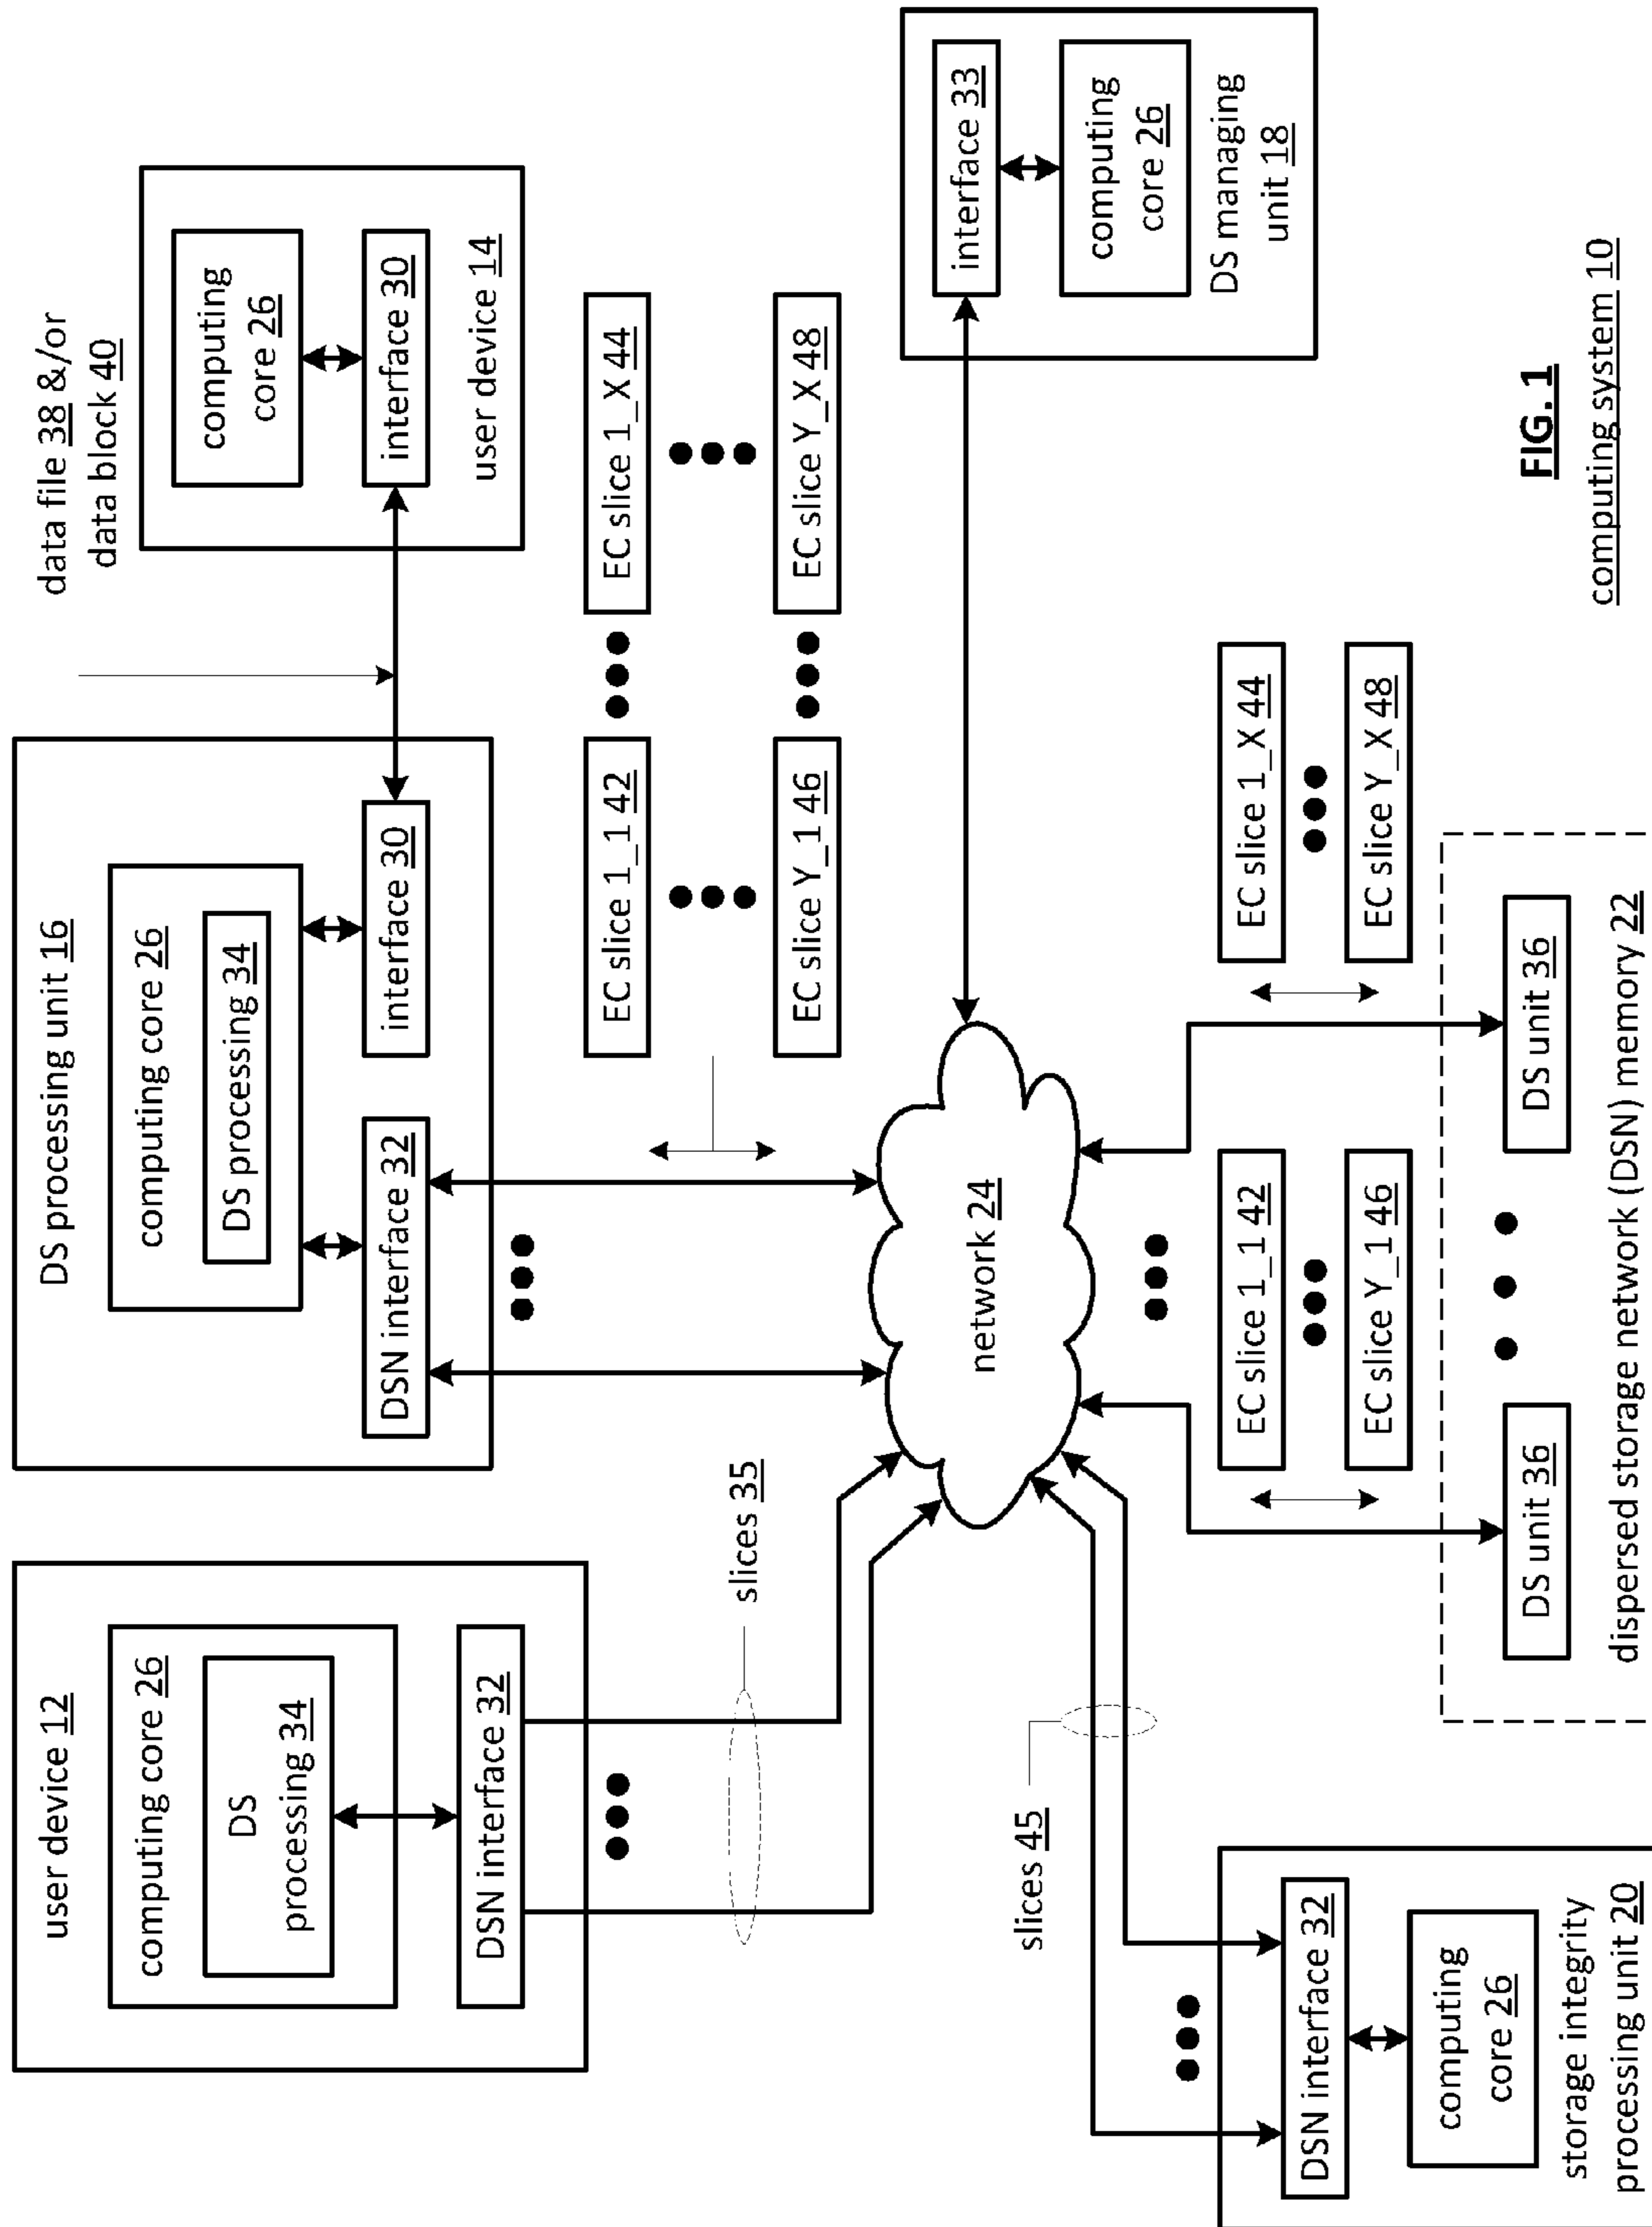 user device 12
computing core 26
DS
processing 34
DSN interface 32
slices 35
DS processing unit 16
computing core 26
DS processing 34
DSN interface 32
interface 30
data file 38 &/or
data block 40
computing
core 26
interface 30
user device 14
EC slice 1_1 42
EC slice 1_X 44
EC slice Y_1 46
EC slice Y_X 48
network 24
interface 33
computing
core 26
DS managing
unit 18
slices 45
DSN interface 32
computing
core 26
storage integrity
processing unit 20
EC slice 1_1 42
EC slice Y_1 46
EC slice 1_X 44
EC slice Y_X 48
DS unit 36
DS unit 36
dispersed storage network (DSN) memory 22
FIG. 1
computing system 10